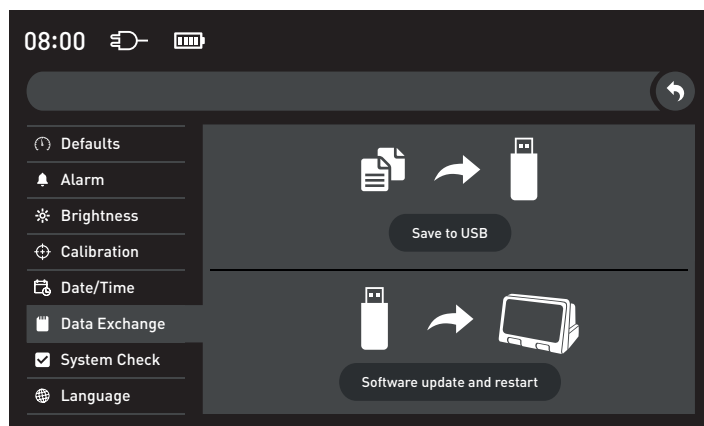 08:00
Defaults
Alarm
Brightness
Calibration
Date/Time
Data Exchange
System Check
Language
Save to USB
Software update and restart